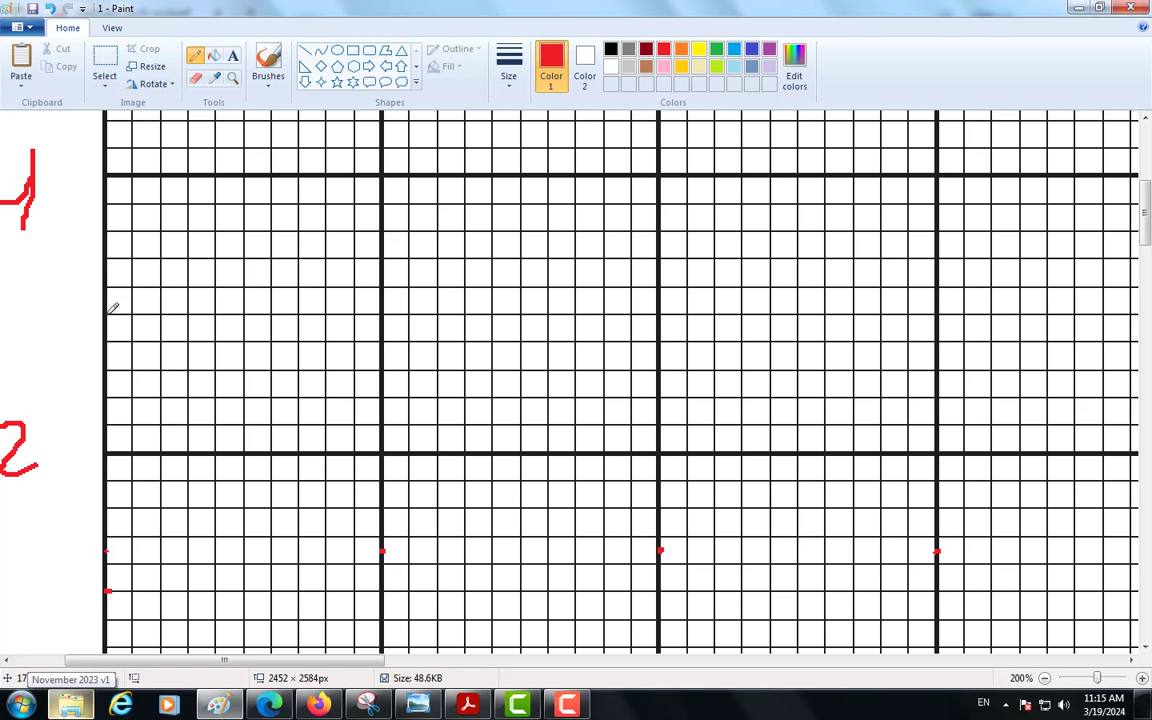 1 - Paint
Home
View
Paste
Cut
Copy
Clipboard
Select
Crop
Resize
Rotate
Image
A
Tools
Brushes
Outline
Fill
Shapes
Size
Color
1
Color
2
Edit
colors
Colors
2
17
November 2023 v1
2452 × 2584px
Size: 48.6KB
200%
EN
11:15 AM
3/19/2024